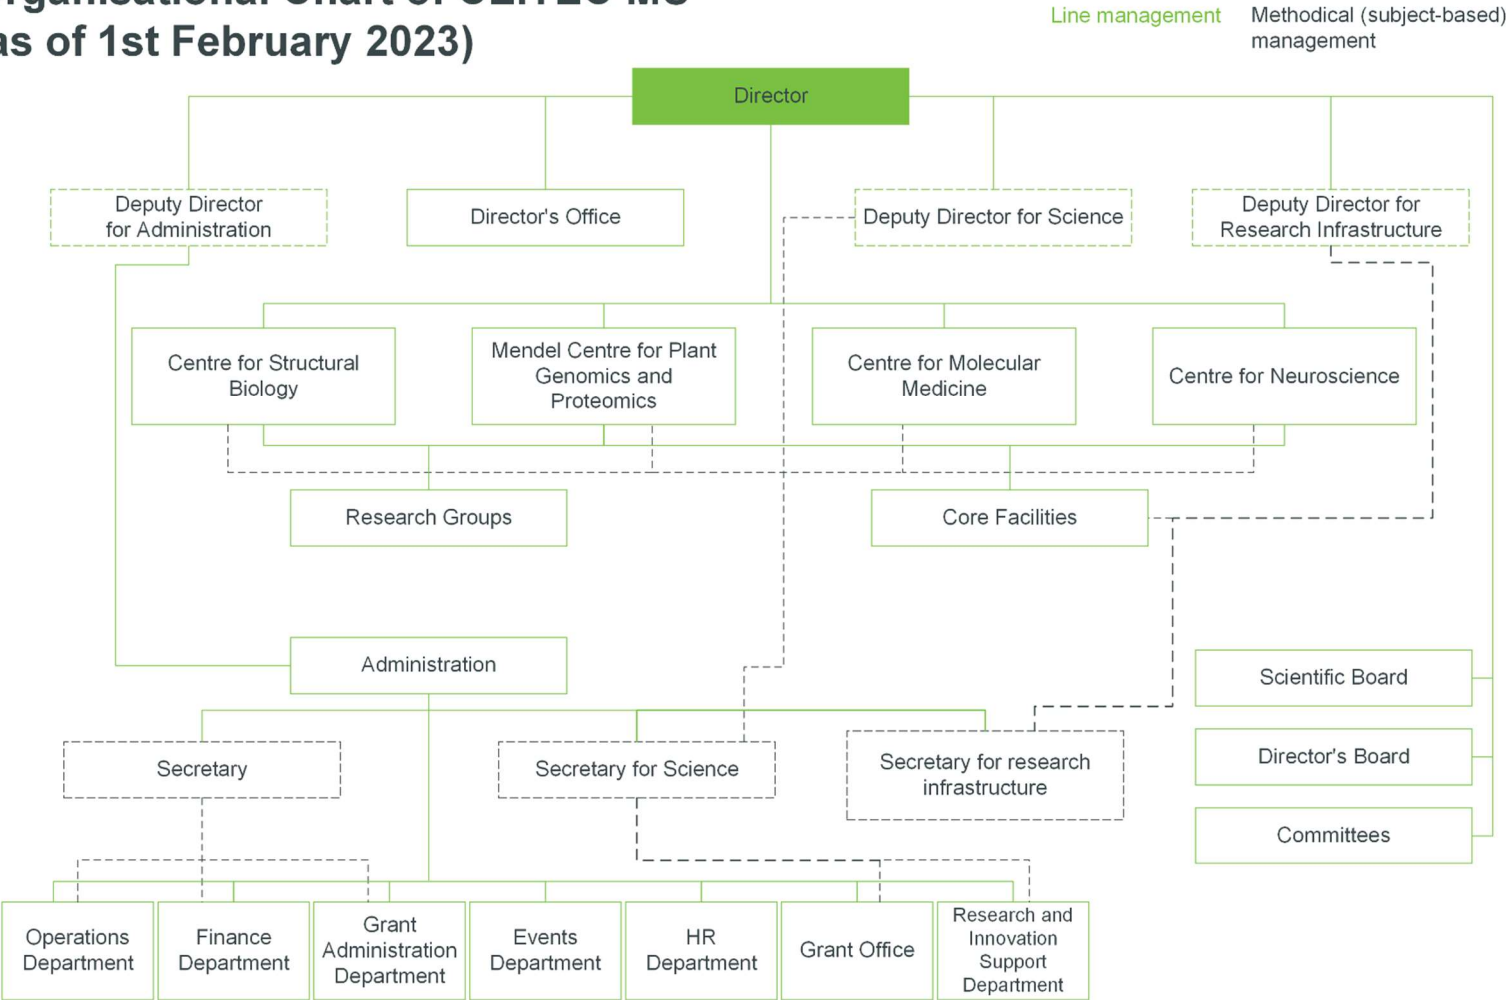 (as of 1st February 2023)
Line management
Methodical (subject-based)
management
Director
Deputy Director
for Administration
Director's Office
Deputy Director for Science
Deputy Director for
Research Infrastructure
Centre for Structural
Biology
Mendel Centre for Plant
Genomics and
Proteomics
Centre for Molecular
Medicine
Centre for Neuroscience
Research Groups
Core Facilities
Administration
Scientific Board
Secretary
Secretary for Science
Secretary for research
infrastructure
Director's Board
Committees
Operations
Department
Finance
Department
Grant
Administration
Department
Events
Department
HR
Department
Grant Office
Research and
Innovation
Support
Department